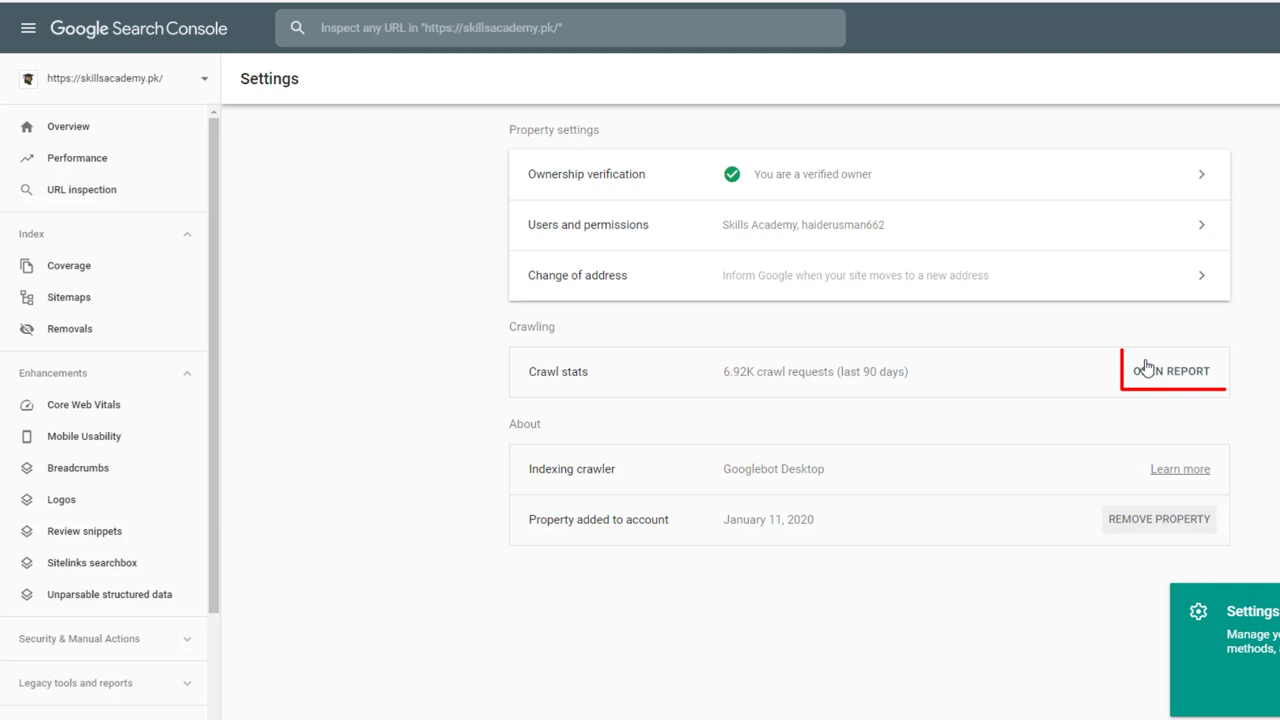 Google Search Console
Inspect any URL in "https://skillsacademy.pk/"
https://skillsacademy.pk/
Settings
Overview
Performance
URL inspection
Index
Coverage
Sitemaps
Removals
Enhancements
Core Web Vitals
Mobile Usability
Breadcrumbs
Logos
Review snippets
Sitelinks searchbox
Unparsable structured data
Security & Manual Actions
Legacy tools and reports
Property settings
Ownership verification You are a verified owner
Users and permissions Skills Academy, haiderusman662
Change of address Inform Google when your site moves to a new address
Crawling
Crawl stats 6.92K crawl requests (last 90 days) REPORT
About
Indexing crawler Googlebot Desktop Learn more
Property added to account January 11, 2020 REMOVE PROPERTY
Settings
Manage
methods,